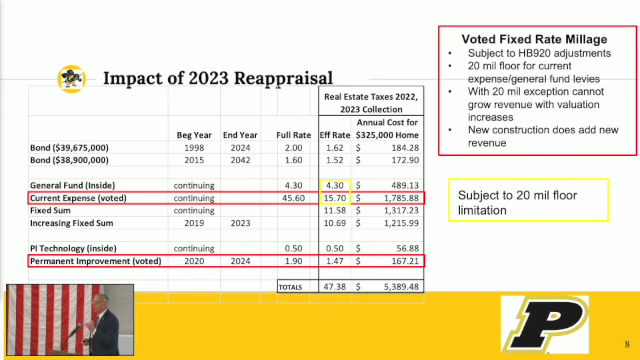 Impact of 2023 Reappraisal
Real Estate Taxes 2022,
2023 Collection
Annual Cost for
Beg Year End Year Full Rate Eff Rate $325,000 Home
Bond ($39,675,000) 1998 2024 2.00 1.62 $ 184.28
Bond ($38,900,000) 2015 2042 1.60 1.52 $ 172.90
General Fund (Inside) continuing 4.30 4.30 $ 489.13
Current Expense (voted) continuing 45.60 15.70 $ 1,785.88
Fixed Sum continuing 11.58 $ 1,317.23
Increasing Fixed Sum 2019 2023 10.69 $ 1,215.99
PI Technology (inside) continuing 0.50 0.50 $ 56.88
Permanent Improvement (voted) 2020 2024 1.90 1.47 $ 167.21
TOTALS 47.38 $ 5,389.48
Voted Fixed Rate Millage
• Subject to HB920 adjustments
• 20 mil floor for current
expense/general fund levies
• With 20 mil exception cannot
grow revenue with valuation
increases
• New construction does add new
revenue
Subject to 20 mil floor
limitation
P
8